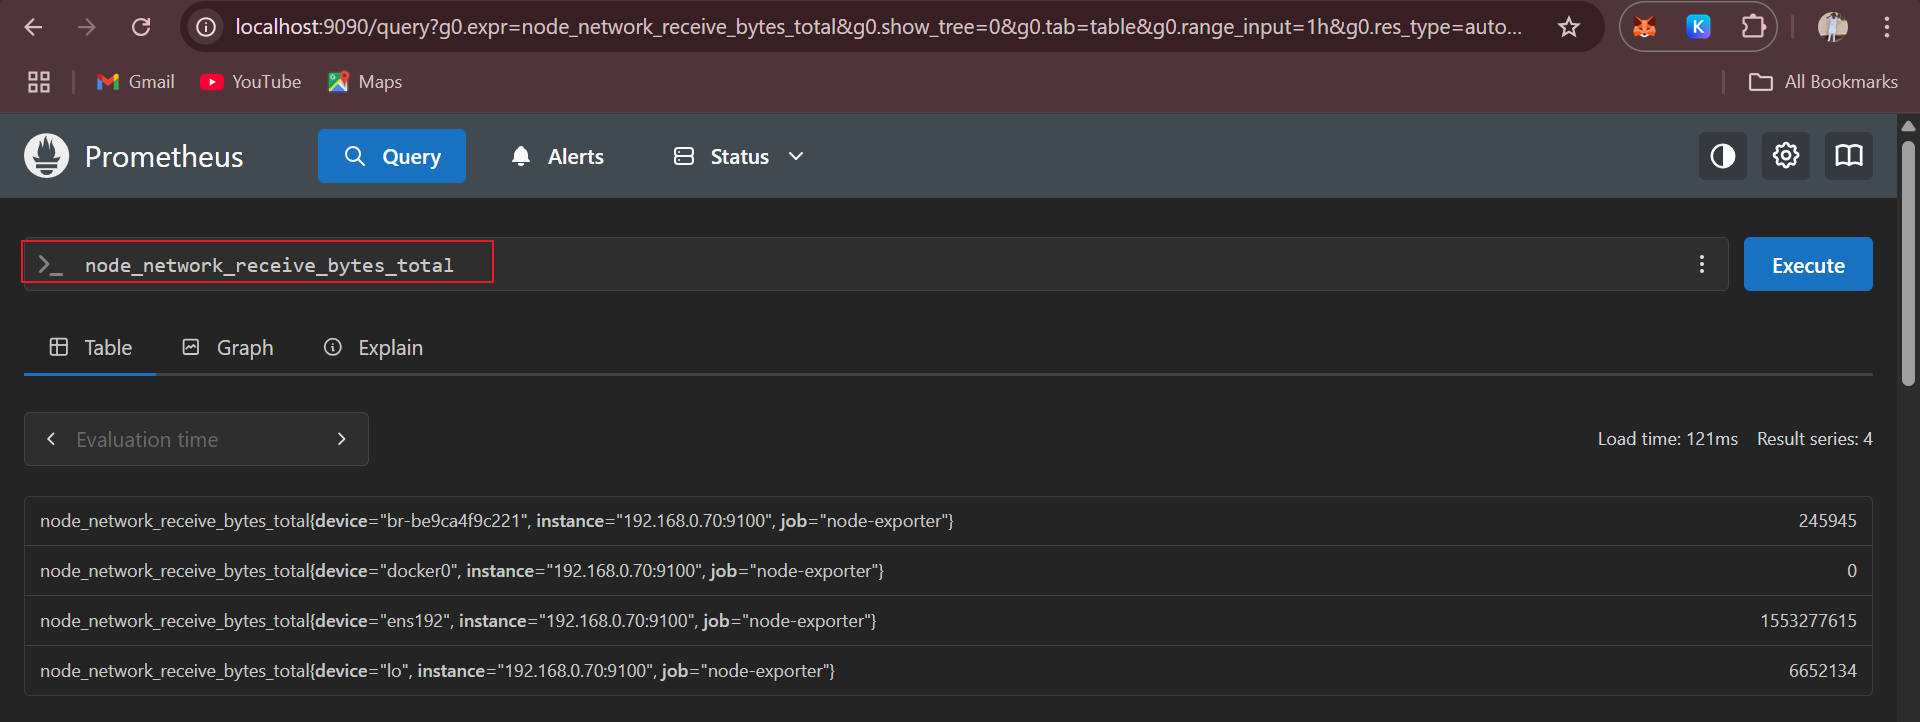 localhost:9090/query?g0.expr=node_network_receive_bytes_total&g0.show_tree=0&g0.tab=table&g0.range_input=1h&g0.res_type=auto...
K
Gmail YouTube Maps All Bookmarks
Prometheus Query Alerts Status
>_ node_network_receive_bytes_total Execute
Table Graph Explain
Evaluation time Load time: 121ms Result series: 4
node_network_receive_bytes_total{device="br-be9ca4f9c221", instance="192.168.0.70:9100", job="node-exporter"} 245945
node_network_receive_bytes_total{device="docker0", instance="192.168.0.70:9100", job="node-exporter"} 0
node_network_receive_bytes_total{device="ens192", instance="192.168.0.70:9100", job="node-exporter"} 1553277615
node_network_receive_bytes_total{device="lo", instance="192.168.0.70:9100", job="node-exporter"} 6652134